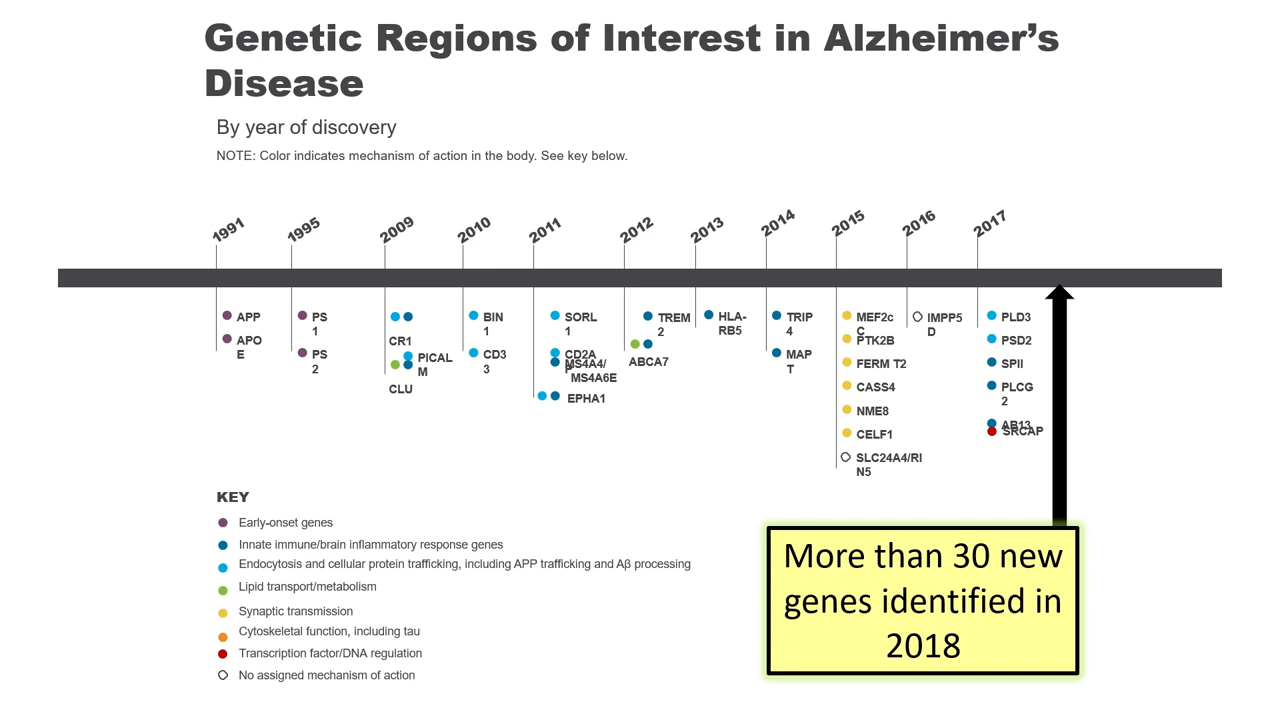 Genetic Regions of Interest in Alzheimer’s
Disease
By year of discovery
NOTE: Color indicates mechanism of action in the body. See key below.
1991
1995
2009
2010
2011
2012
2013
2014
2015
2016
2017
APP
APO
E
PS
1
PS
2
CR1
PICAL
M
CLU
BIN
1
CD3
3
SORL
1
CD2A
P
MS4A4/
MS4A6E
EPHA1
TREM
2
ABCA7
HLA-
RB5
TRIP
4
MAP
T
MEF2c
C
PTK2B
FERM T2
CASS4
NME8
CELF1
SLC24A4/RI
N5
IMPP5
D
PLD3
PSD2
SPII
PLCG
2
AB13
SRCAP
KEY
Early-onset genes
Innate immune/brain inflammatory response genes
Endocytosis and cellular protein trafficking, including APP trafficking and Aβ processing
Lipid transport/metabolism
Synaptic transmission
Cytoskeletal function, including tau
Transcription factor/DNA regulation
No assigned mechanism of action
More than 30 new
genes identified in
2018